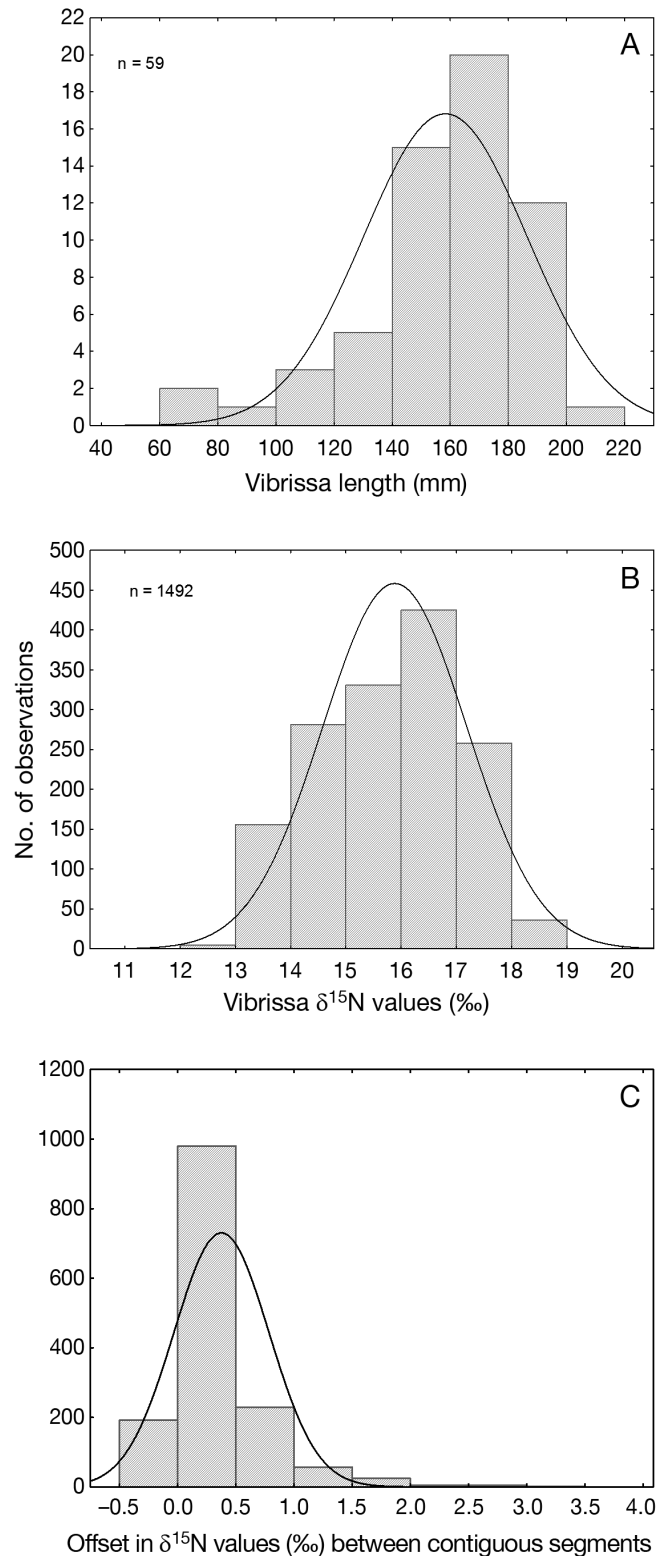 22
20
18
16
14
12
10
8
6
4
2
0
A
n = 59
40 60 80 100 120 140 160 180 200 220
Vibrissa length (mm)
No. of observations
500
450
400
350
300
250
200
150
100
50
0
B
n = 1492
11 12 13 14 15 16 17 18 19 20
Vibrissa δ¹⁵N values (‰)
1200
1000
800
600
400
200
0
C
−0.5 0.0 0.5 1.0 1.5 2.0 2.5 3.0 3.5 4.0
Offset in δ¹⁵N values (‰) between contiguous segments